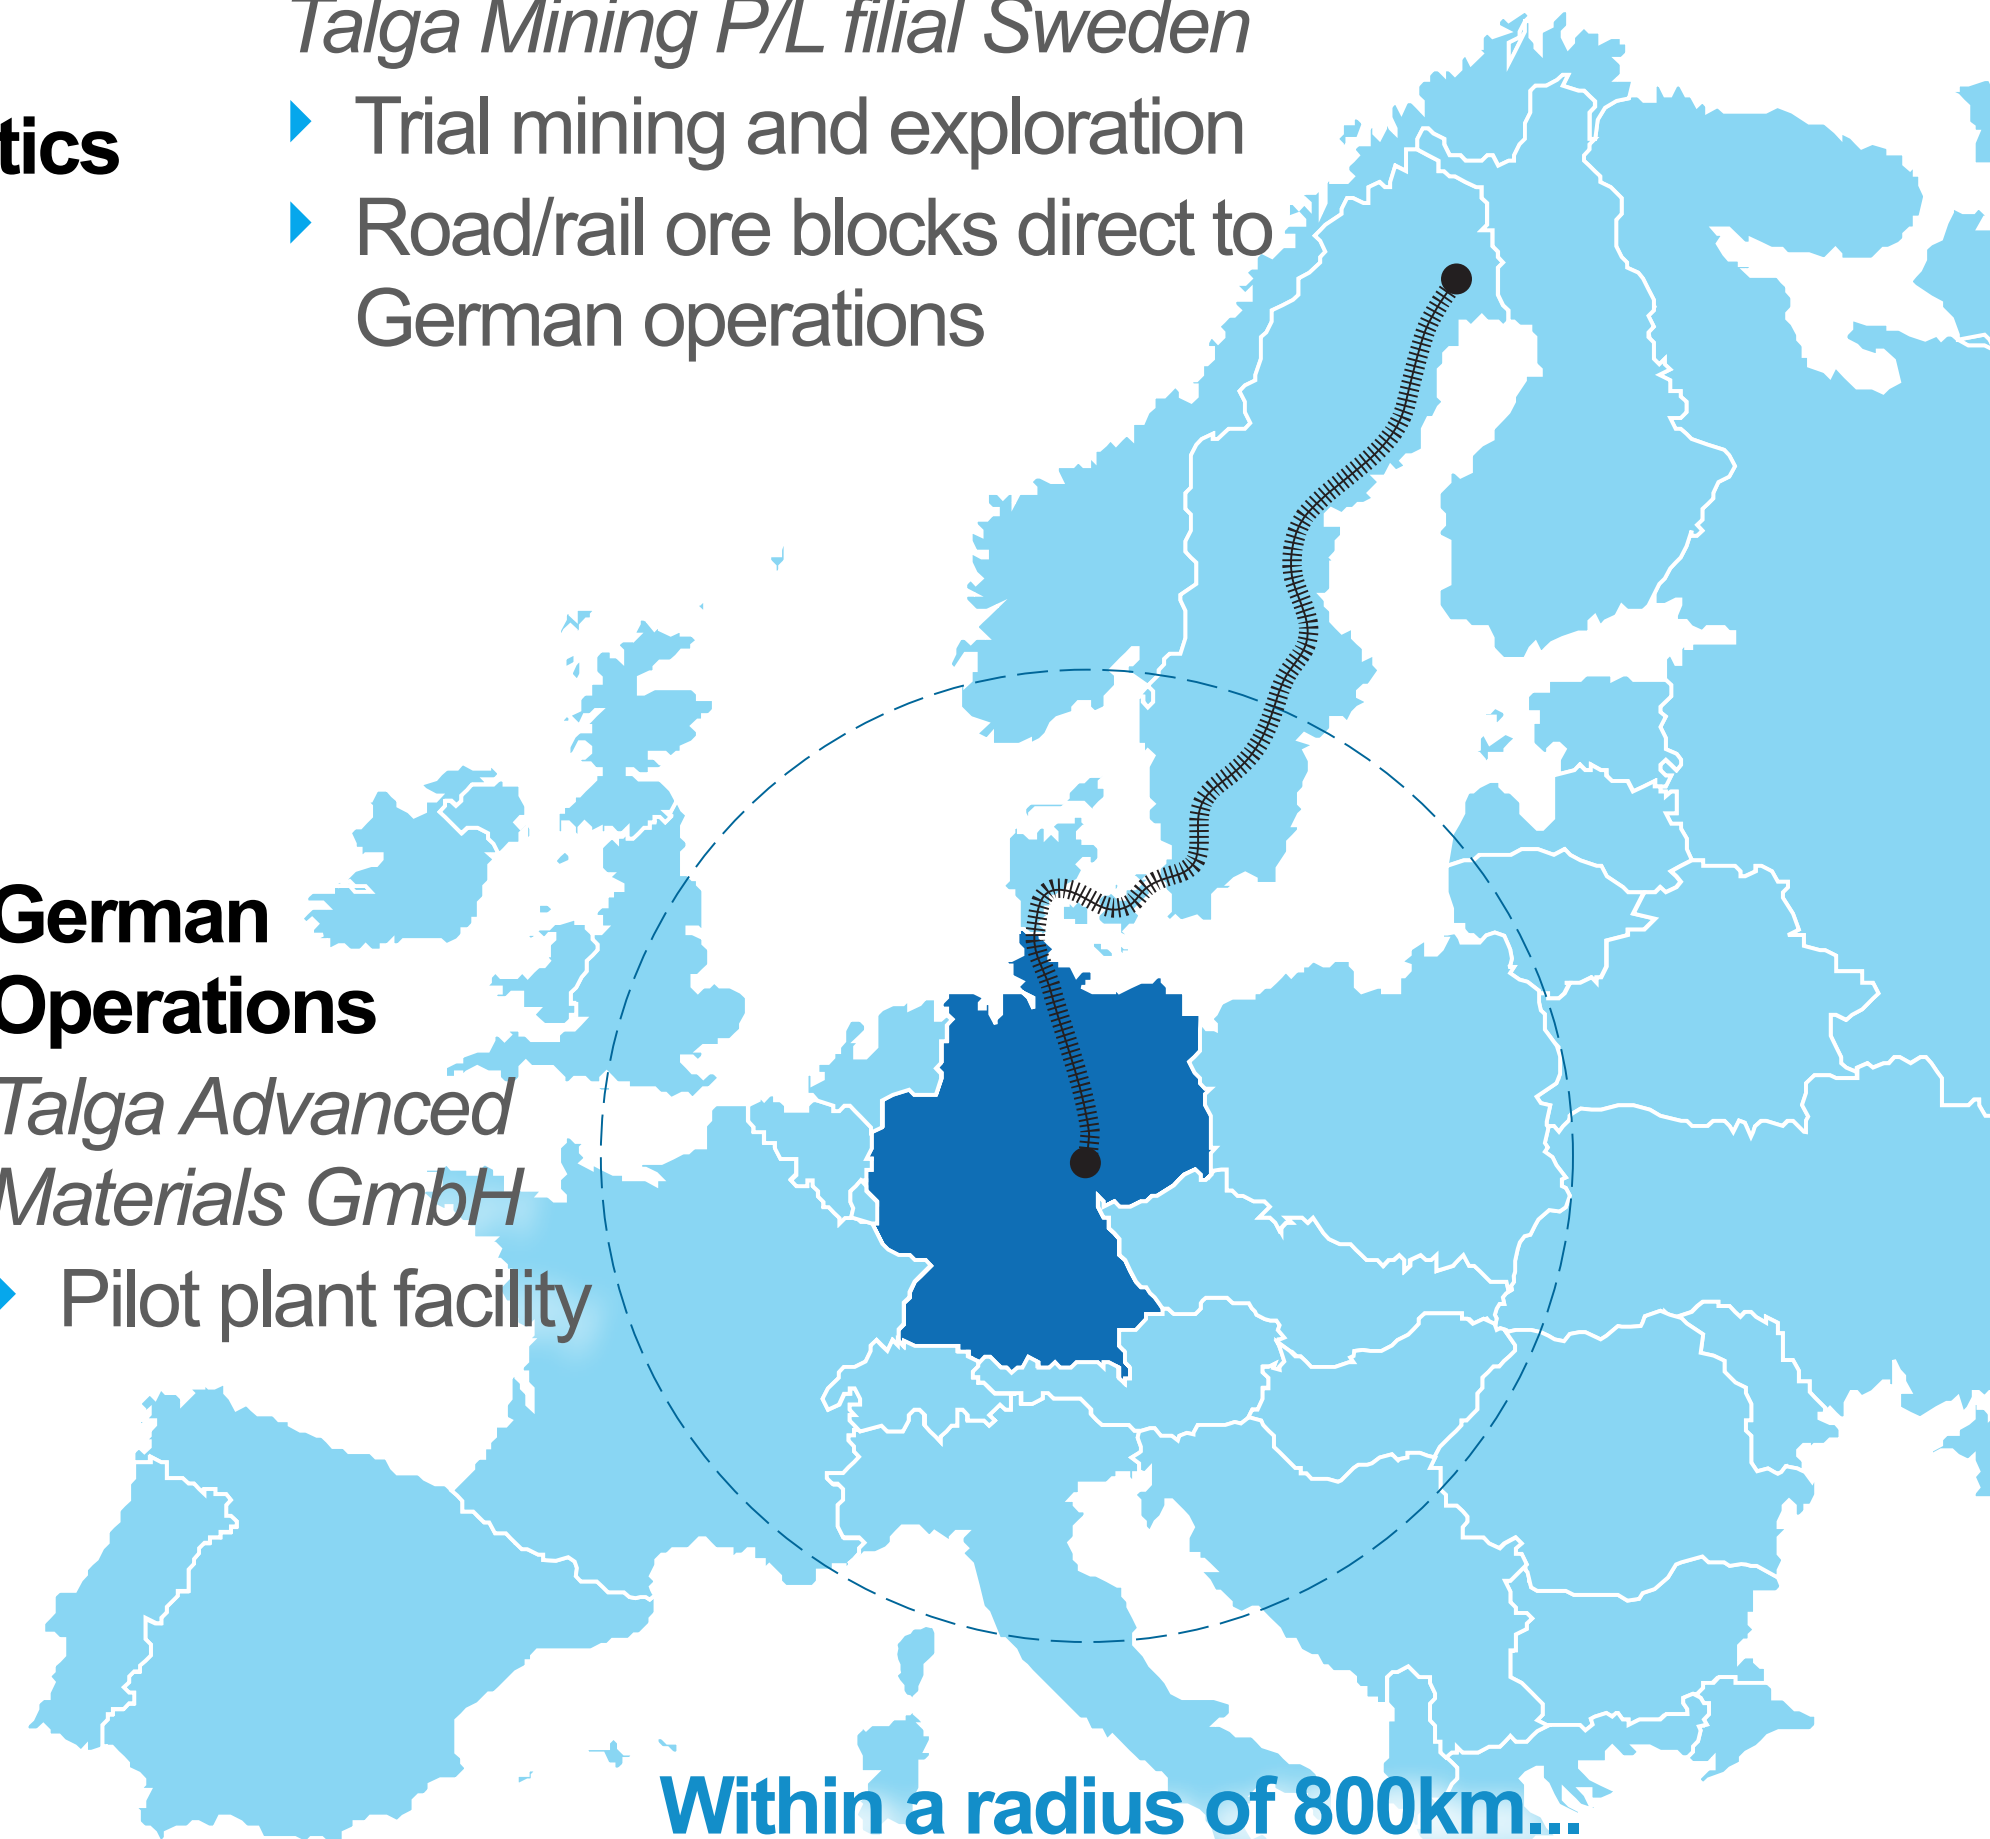 Talga Mining P/L filial Sweden
tics
Trial mining and exploration
Road/rail ore blocks direct to
German operations
German
Operations
Talga Advanced
Materials GmbH
Pilot plant facility
Within a radius of 800km...